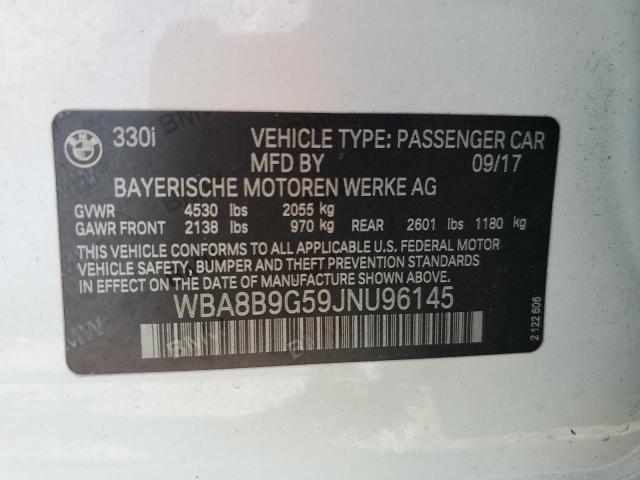 330i VEHICLE TYPE: PASSENGER CAR
MFD BY 09/17
BAYERISCHE MOTOREN WERKE AG
GVWR 4530 lbs 2055 kg
GAWR FRONT 2138 lbs 970 kg REAR 2601 lbs 1180 kg
THIS VEHICLE CONFORMS TO ALL APPLICABLE U.S. FEDERAL MOTOR
VEHICLE SAFETY, BUMPER AND THEFT PREVENTION STANDARDS
IN EFFECT ON THE DATE OF MANUFACTURE SHOWN ABOVE.
WBA8B9G59JNU96145
2 122 606
BMW